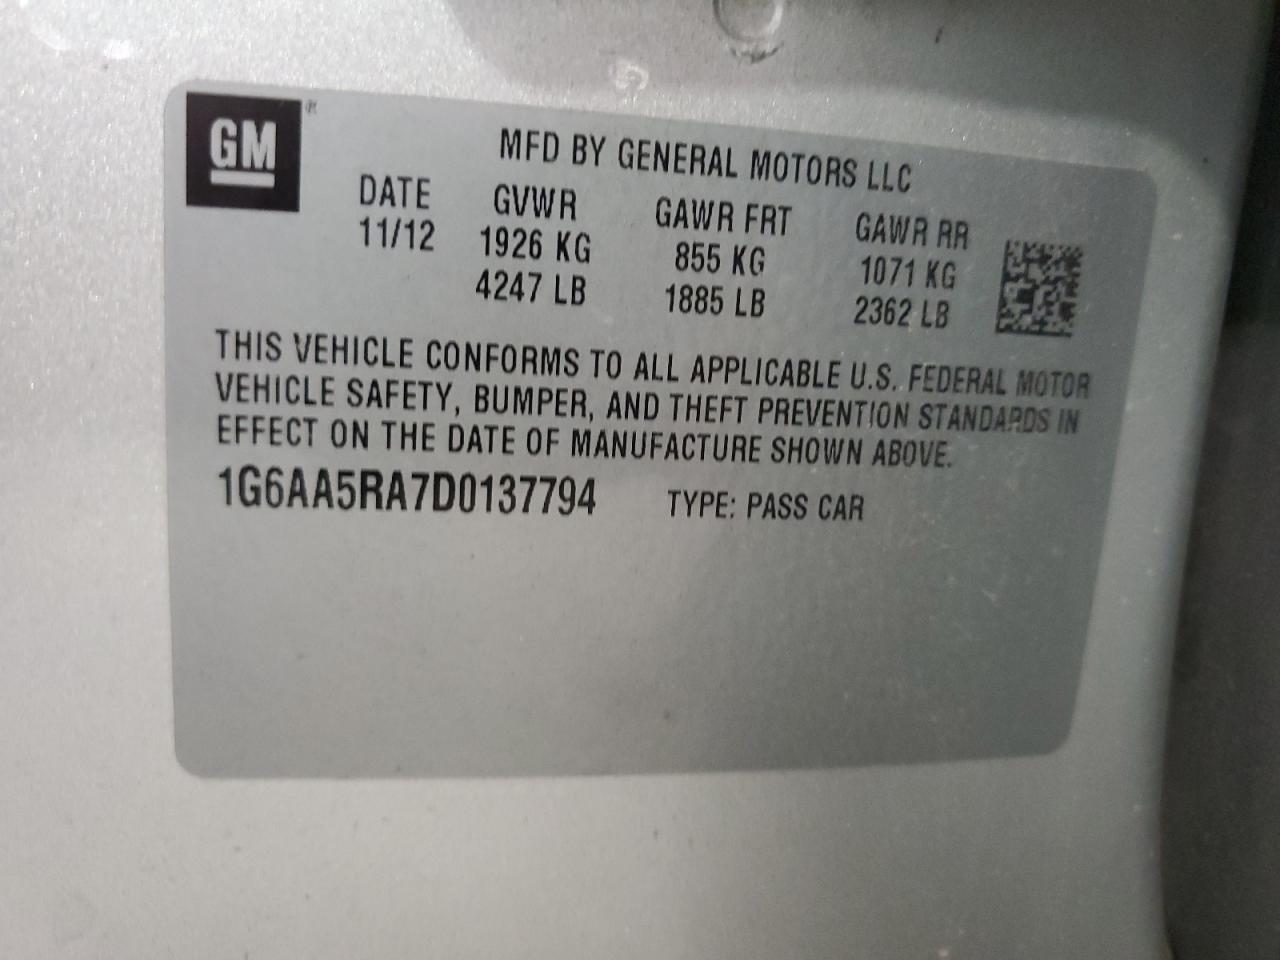 GM®
MFD BY GENERAL MOTORS LLC
DATE GVWR GAWR FRT GAWR RR
11/12 1926 KG 855 KG 1071 KG
4247 LB 1885 LB 2362 LB
THIS VEHICLE CONFORMS TO ALL APPLICABLE U.S. FEDERAL MOTOR
VEHICLE SAFETY, BUMPER, AND THEFT PREVENTION STANDARDS IN
EFFECT ON THE DATE OF MANUFACTURE SHOWN ABOVE.
1G6AA5RA7D0137794 TYPE: PASS CAR